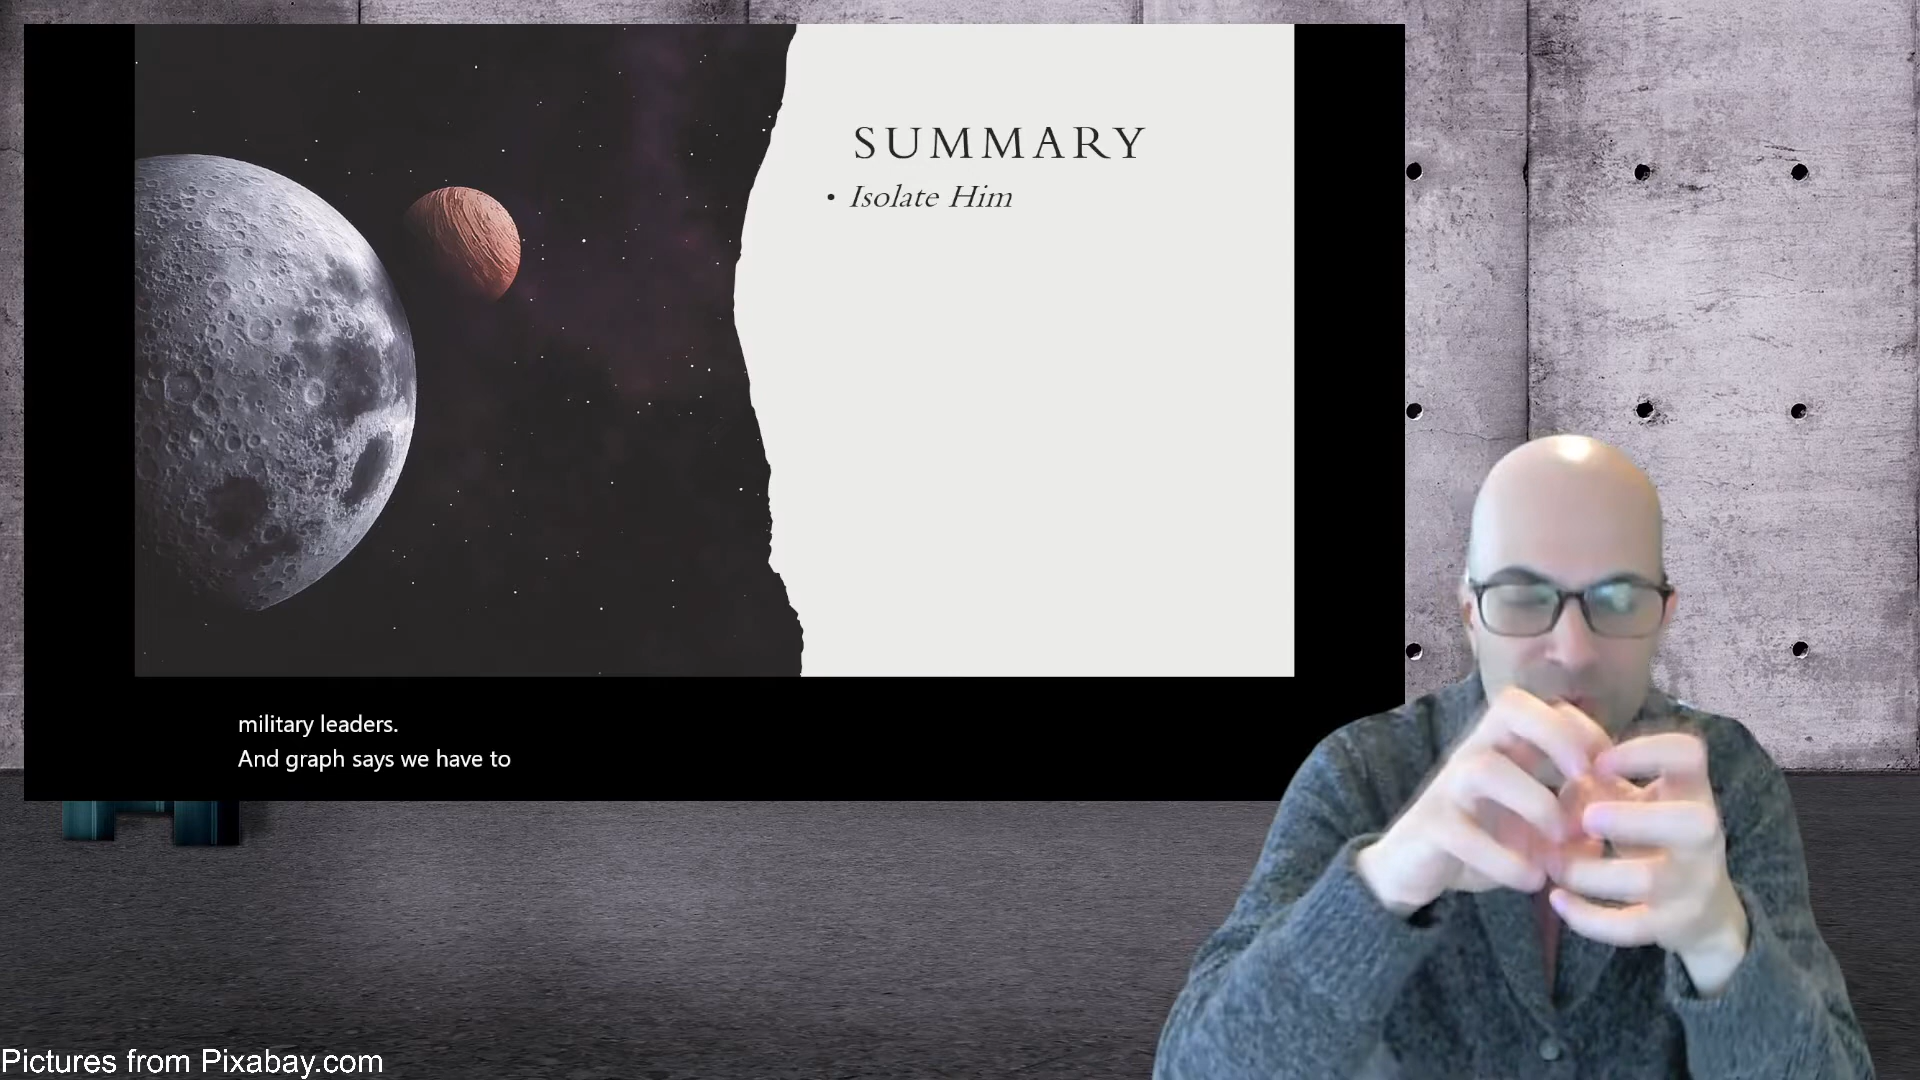 SUMMARY
• Isolate Him
military leaders.
And graph says we have to
Pictures from Pixabay.com